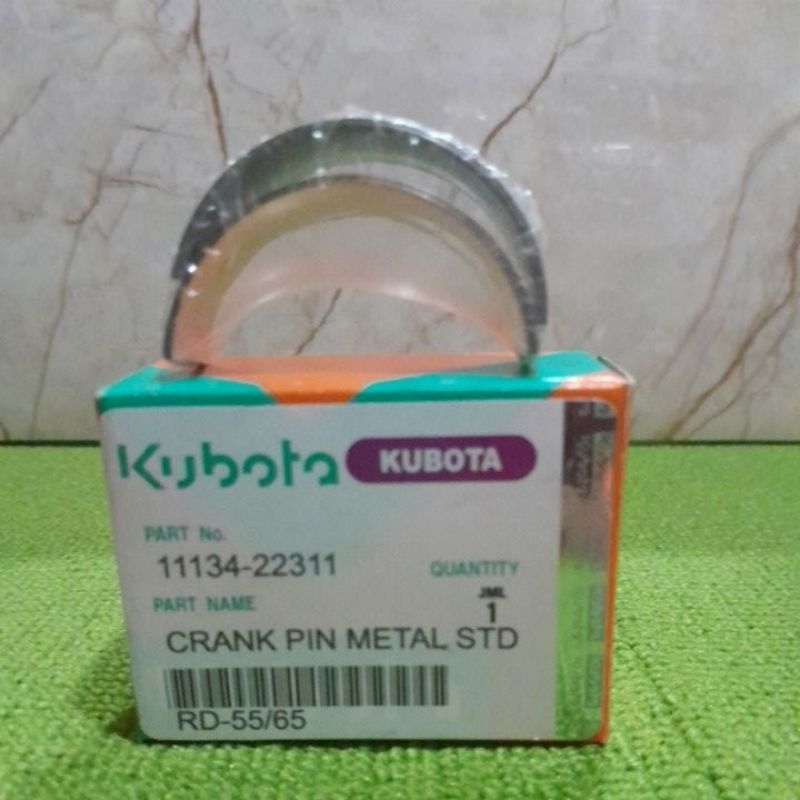 Kubota KUBOTA
PART No.
11134-22311
QUANTITY
PART NAME
JML
1
CRANK PIN METAL STD
RD-55/65